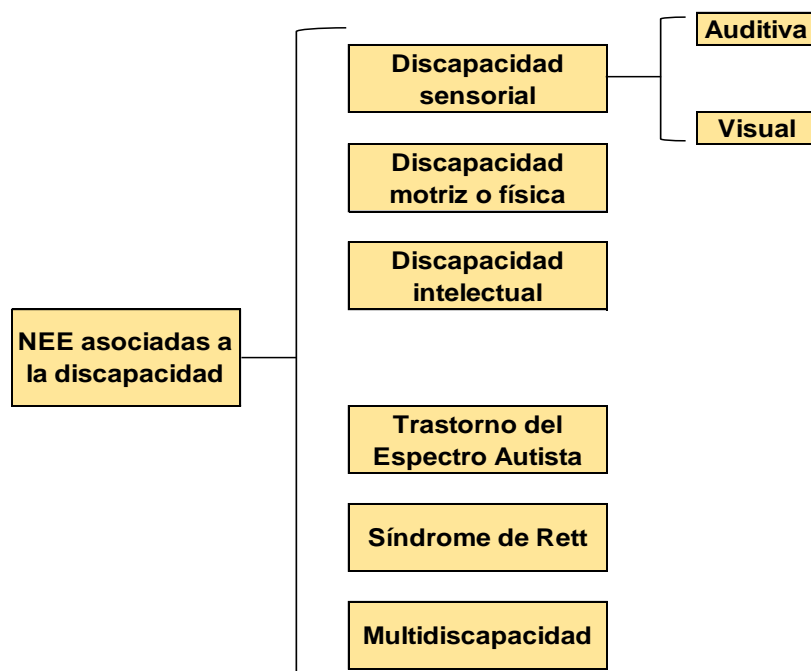 NEE asociadas a
la discapacidad
Discapacidad
sensorial
Auditiva
Visual
Discapacidad
motriz o física
Discapacidad
intelectual
Trastorno del
Espectro Autista
Síndrome de Rett
Multidiscapacidad